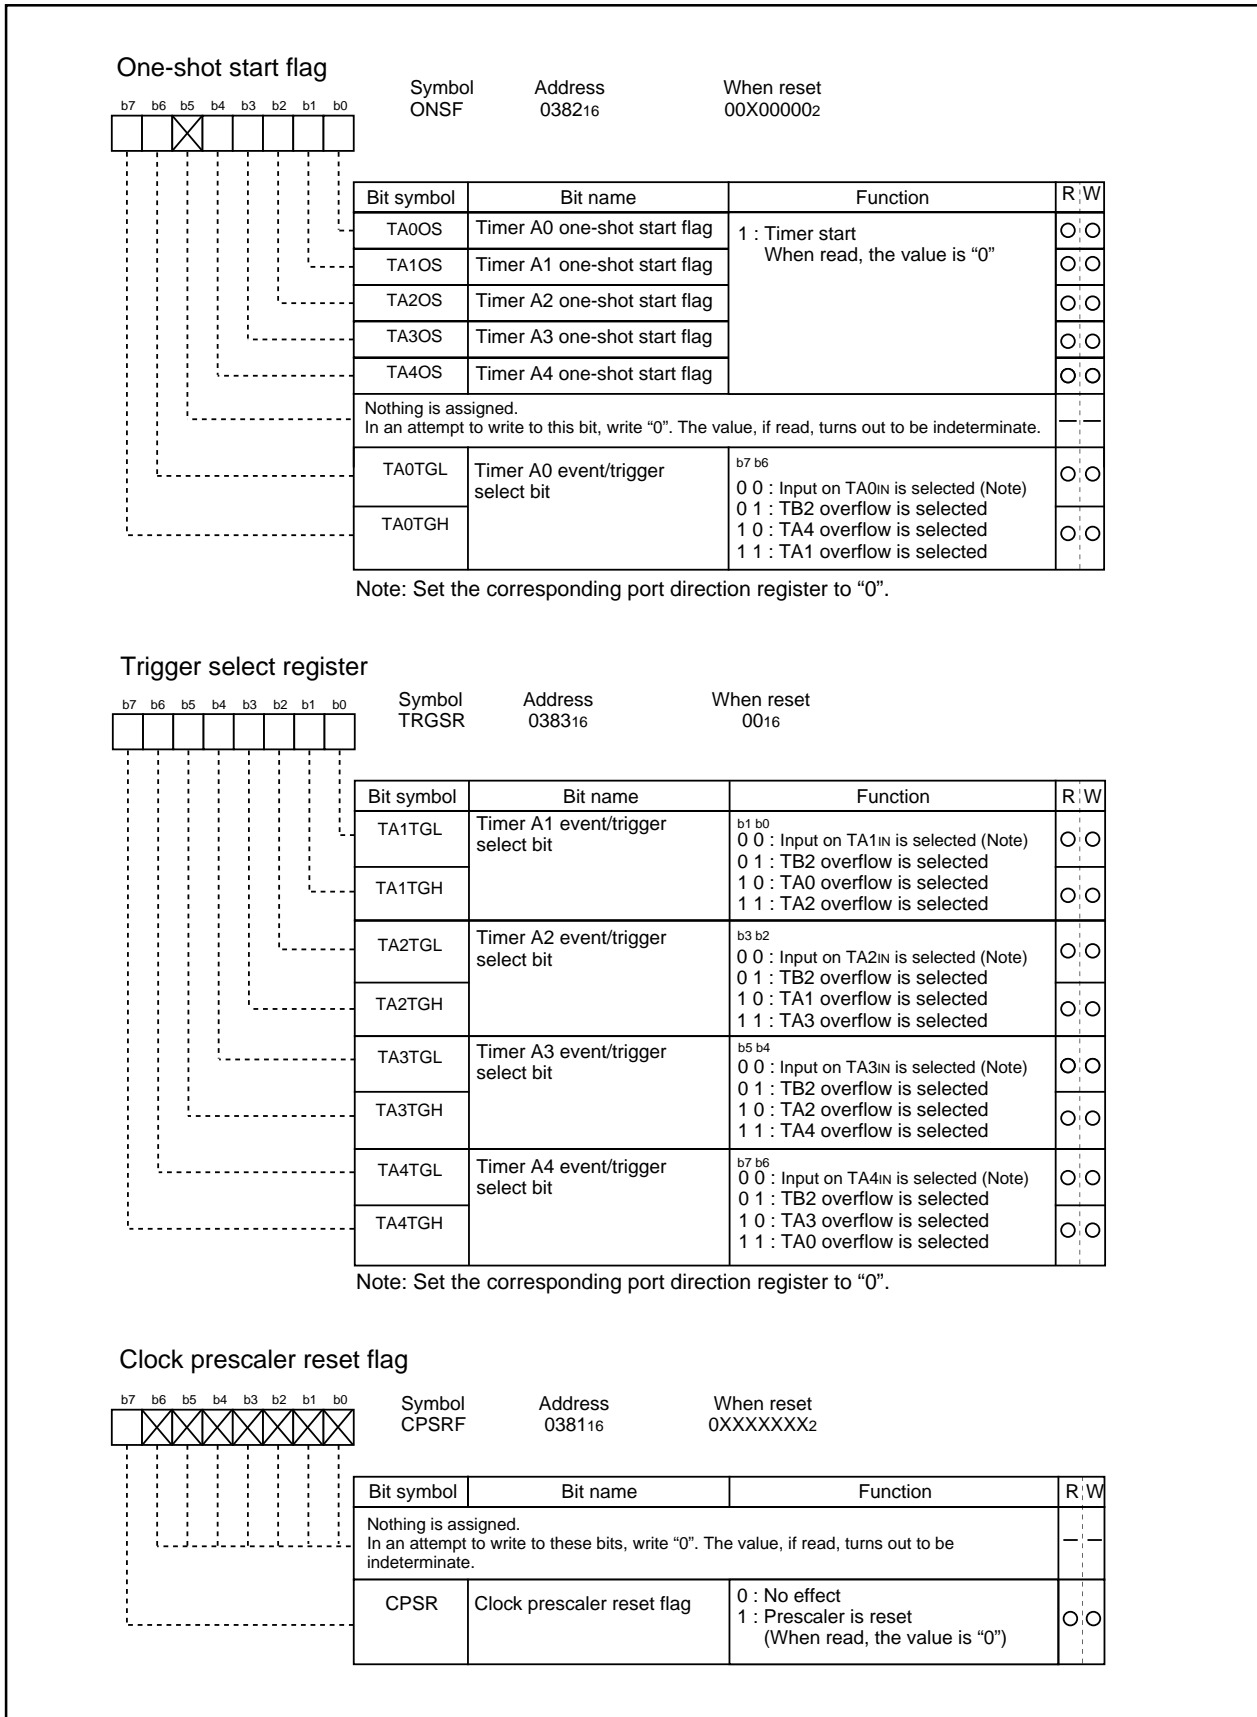 One-shot start flag
Symbol Address When reset
ONSF 038216 00X000002
b7 b6 b5 b4 b3 b2 b1 b0
Bit symbol Bit name Function R W
TA0OS Timer A0 one-shot start flag 1 : Timer start
When read, the value is “0”
TA1OS Timer A1 one-shot start flag
TA2OS Timer A2 one-shot start flag
TA3OS Timer A3 one-shot start flag
TA4OS Timer A4 one-shot start flag
Nothing is assigned.
In an attempt to write to this bit, write “0”. The value, if read, turns out to be indeterminate. — —
TA0TGL Timer A0 event/trigger b7 b6
select bit 0 0 : Input on TA0IN is selected (Note)
0 1 : TB2 overflow is selected
TA0TGH 1 0 : TA4 overflow is selected
1 1 : TA1 overflow is selected
Note: Set the corresponding port direction register to “0”.
Trigger select register
Symbol Address When reset
TRGSR 038316 0016
b7 b6 b5 b4 b3 b2 b1 b0
Bit symbol Bit name Function R W
TA1TGL Timer A1 event/trigger b1 b0
select bit 0 0 : Input on TA1IN is selected (Note)
0 1 : TB2 overflow is selected
TA1TGH 1 0 : TA0 overflow is selected
1 1 : TA2 overflow is selected
TA2TGL Timer A2 event/trigger b3 b2
select bit 0 0 : Input on TA2IN is selected (Note)
0 1 : TB2 overflow is selected
TA2TGH 1 0 : TA1 overflow is selected
1 1 : TA3 overflow is selected
TA3TGL Timer A3 event/trigger b5 b4
select bit 0 0 : Input on TA3IN is selected (Note)
0 1 : TB2 overflow is selected
TA3TGH 1 0 : TA2 overflow is selected
1 1 : TA4 overflow is selected
TA4TGL Timer A4 event/trigger b7 b6
select bit 0 0 : Input on TA4IN is selected (Note)
0 1 : TB2 overflow is selected
TA4TGH 1 0 : TA3 overflow is selected
1 1 : TA0 overflow is selected
Note: Set the corresponding port direction register to “0”.
Clock prescaler reset flag
Symbol Address When reset
CPSRF 038116 0XXXXXXX2
b7 b6 b5 b4 b3 b2 b1 b0
Bit symbol Bit name Function R W
Nothing is assigned.
In an attempt to write to these bits, write “0”. The value, if read, turns out to be — —
indeterminate.
CPSR Clock prescaler reset flag 0 : No effect
1 : Prescaler is reset
(When read, the value is “0”)